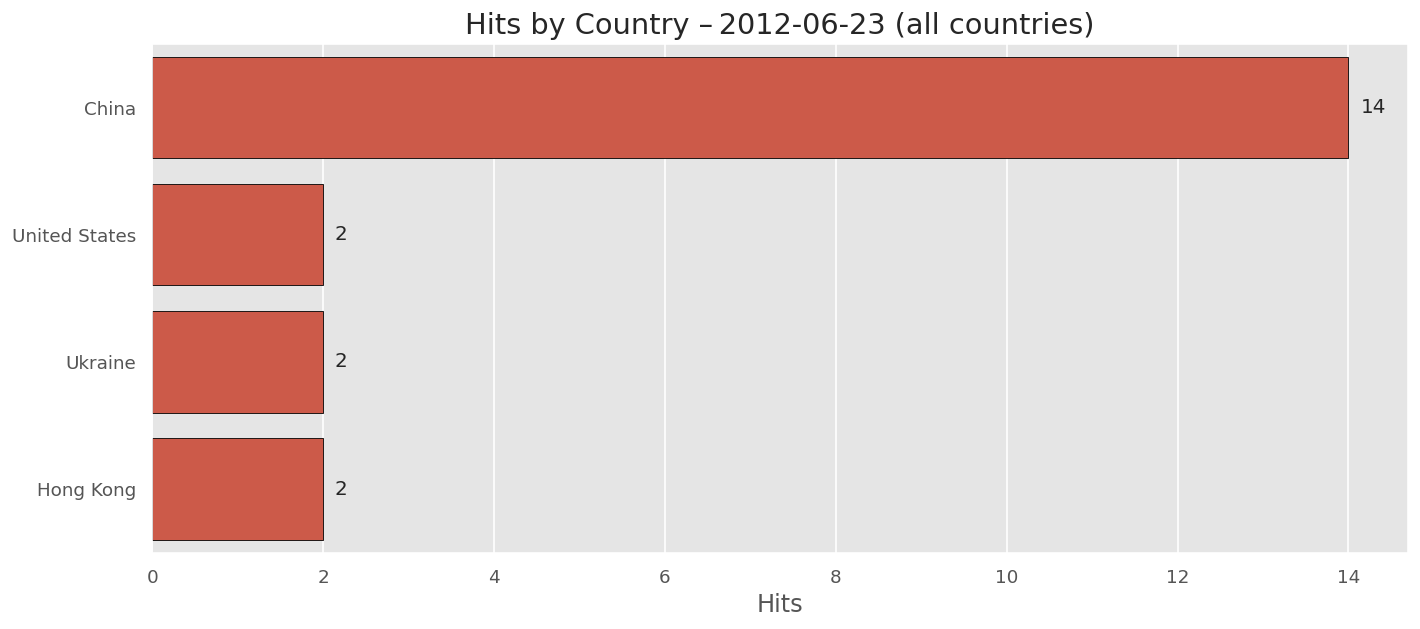 Hits by Country – 2012-06-23 (all countries)
China
14
United States
2
Ukraine
2
Hong Kong
2
0 2 4 6 8 10 12 14
Hits